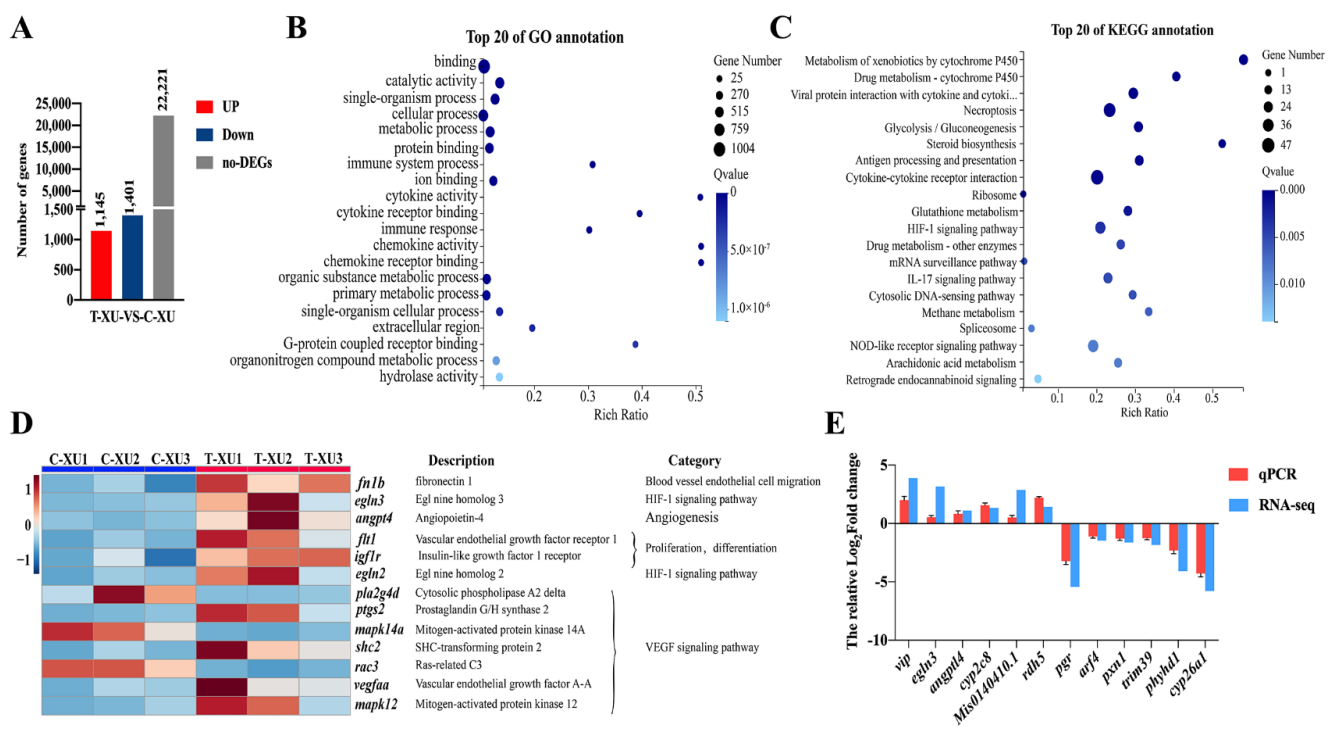 A
22,221
25,000
20,000
15,000
10,000
5,000
1,500
1,000
500
0
Number of genes
1,145
1,401
UP
Down
no-DEGs
T-XU-VS-C-XU
B
Top 20 of GO annotation
binding
catalytic activity
single-organism process
cellular process
metabolic process
protein binding
immune system process
ion binding
cytokine activity
cytokine receptor binding
immune response
chemokine activity
chemokine receptor binding
organic substance metabolic process
primary metabolic process
single-organism cellular process
extracellular region
G-protein coupled receptor binding
organonitrogen compound metabolic process
hydrolase activity
0.2 0.3 0.4 0.5
Rich Ratio
Gene Number
25
270
515
759
1004
Qvalue
0
5.0×10⁻⁷
1.0×10⁻⁶
C
Top 20 of KEGG annotation
Metabolism of xenobiotics by cytochrome P450
Drug metabolism - cytochrome P450
Viral protein interaction with cytokine and cytoki...
Necroptosis
Glycolysis / Gluconeogenesis
Steroid biosynthesis
Antigen processing and presentation
Cytokine-cytokine receptor interaction
Ribosome
Glutathione metabolism
HIF-1 signaling pathway
Drug metabolism - other enzymes
mRNA surveillance pathway
IL-17 signaling pathway
Cytosolic DNA-sensing pathway
Methane metabolism
Spliceosome
NOD-like receptor signaling pathway
Arachidonic acid metabolism
Retrograde endocannabinoid signaling
0.1 0.2 0.3 0.4 0.5
Rich Ratio
Gene Number
1
13
24
36
47
Qvalue
0.000
0.005
0.010
D
C-XU1 C-XU2 C-XU3 T-XU1 T-XU2 T-XU3 Description Category
1
0
−1
fn1b fibronectin 1 Blood vessel endothelial cell migration
egln3 Egl nine homolog 3 HIF-1 signaling pathway
angpt4 Angiopoietin-4 Angiogenesis
flt1 Vascular endothelial growth factor receptor 1
Proliferation, differentiation
igf1r Insulin-like growth factor 1 receptor
egln2 Egl nine homolog 2 HIF-1 signaling pathway
pla2g4d Cytosolic phospholipase A2 delta
ptgs2 Prostaglandin G/H synthase 2
mapk14a Mitogen-activated protein kinase 14A
shc2 SHC-transforming protein 2 VEGF signaling pathway
rac3 Ras-related C3
vegfaa Vascular endothelial growth factor A-A
mapk12 Mitogen-activated protein kinase 12
E
The relative Log₂Fold change
5
0
-5
-10
qPCR
RNA-seq
vip
egln3
angptl4
cyp2c8
Mis0140410.1
rdh5
pgr
arf4
pxn1
trim39
phyhd1
cyp26a1